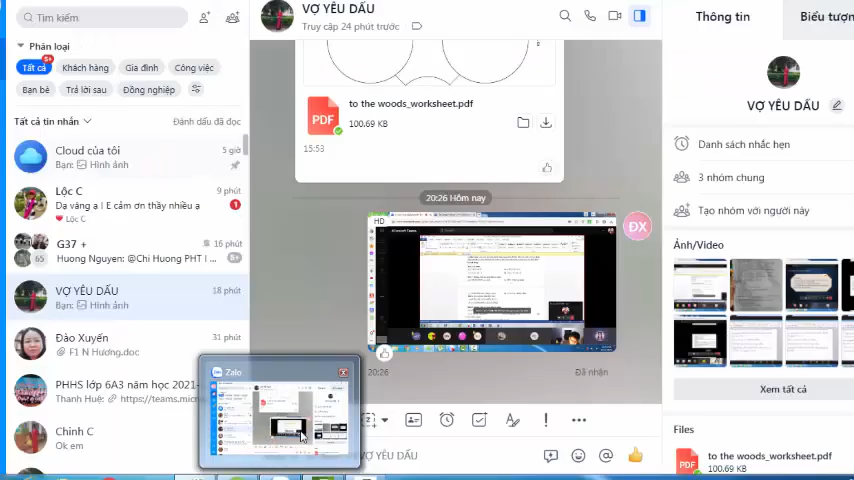 Tìm kiếm
Phân loại
Tất cả
5+
Khách hàng
Gia đình
Công việc
Bạn bè
Trả lời sau
Đồng nghiệp
Tất cả tin nhắn
Đánh dấu đã đọc
Cloud của tôi
5 giờ
Bạn: Hình ảnh
Lộc C
9 phút
Dạ vâng ạ ! E cảm ơn thầy nhiều ạ
1
Lộc C
G37 +
16 phút
65
Huong Nguyen: @Chi Huong PHT l ...
5+
VỢ YÊU DẤU
18 phút
Bạn: Hình ảnh
Đào Xuyến
31 phút
F1 N Hương.doc
PHHS lớp 6A3 năm học 2021-
Thanh Huệ: https://teams.micr
Chính C
Ok em
Zalo
VỢ YÊU DẤU
Truy cập 24 phút trước
to the woods_worksheet.pdf
PDF
100.69 KB
15:53
20:26 Hôm nay
HD
ĐX
20:26
Đã nhận
YÊU DẤU
Thông tin
Biểu tượn
VỢ YÊU DẤU
Danh sách nhắc hẹn
3 nhóm chung
Tạo nhóm với người này
Ảnh/Video
Xem tất cả
Files
to the woods_worksheet.pdf
PDF
100.69 KB